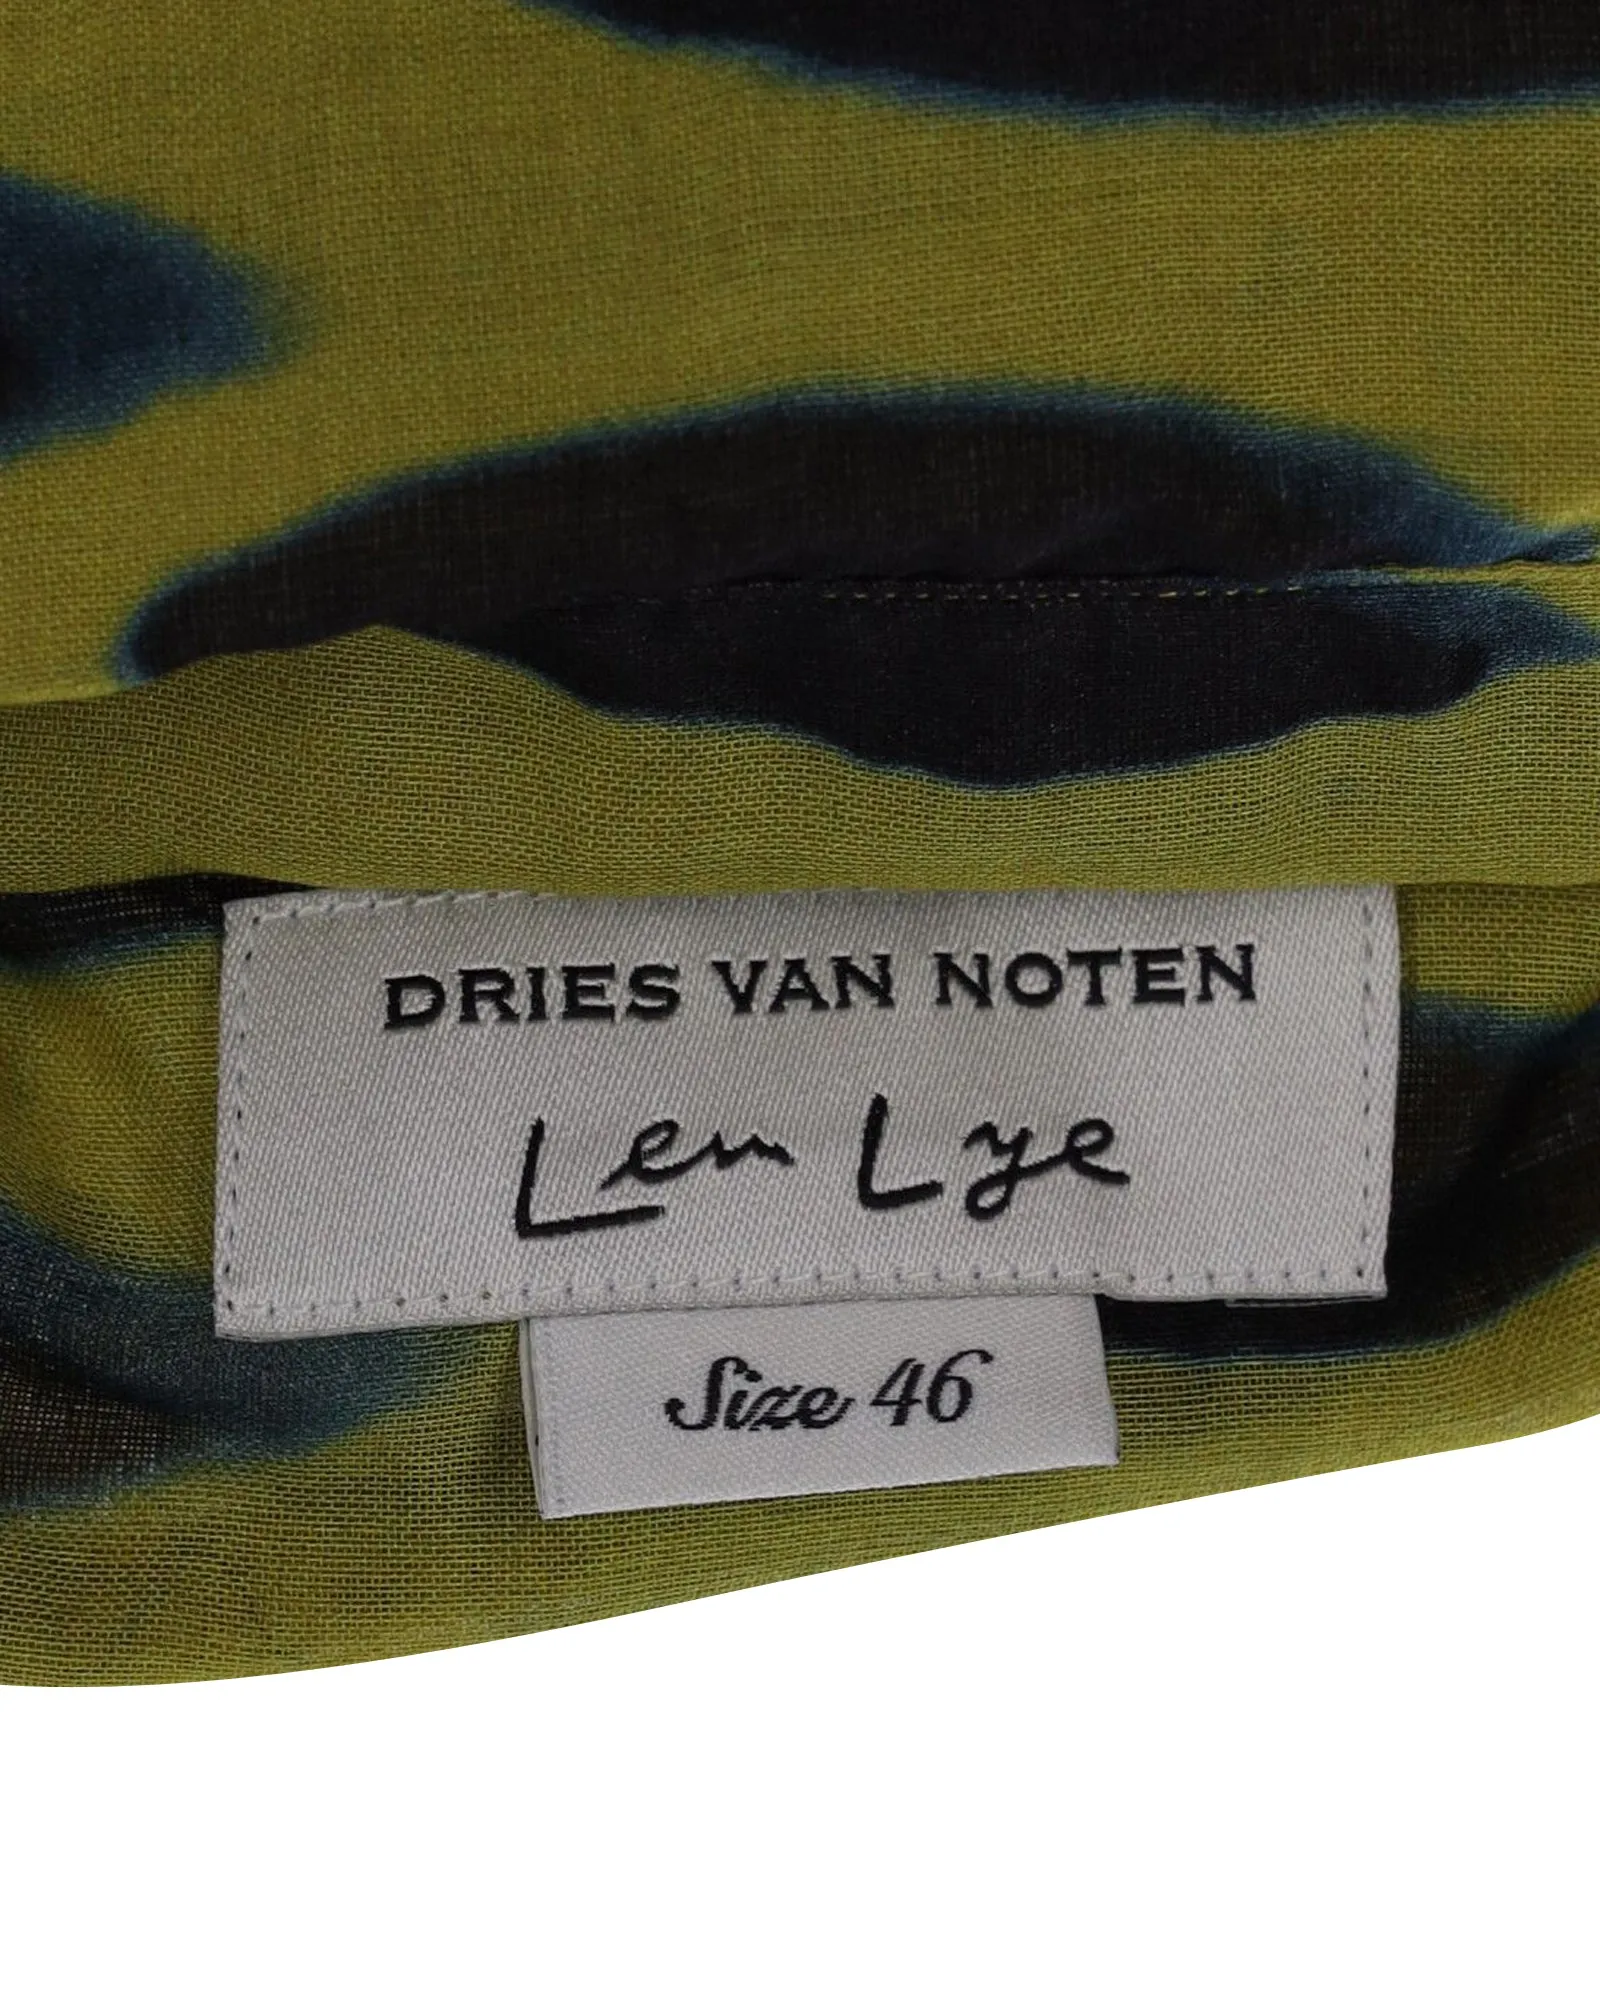 DRIES VAN NOTEN
Len Lye
Size 46